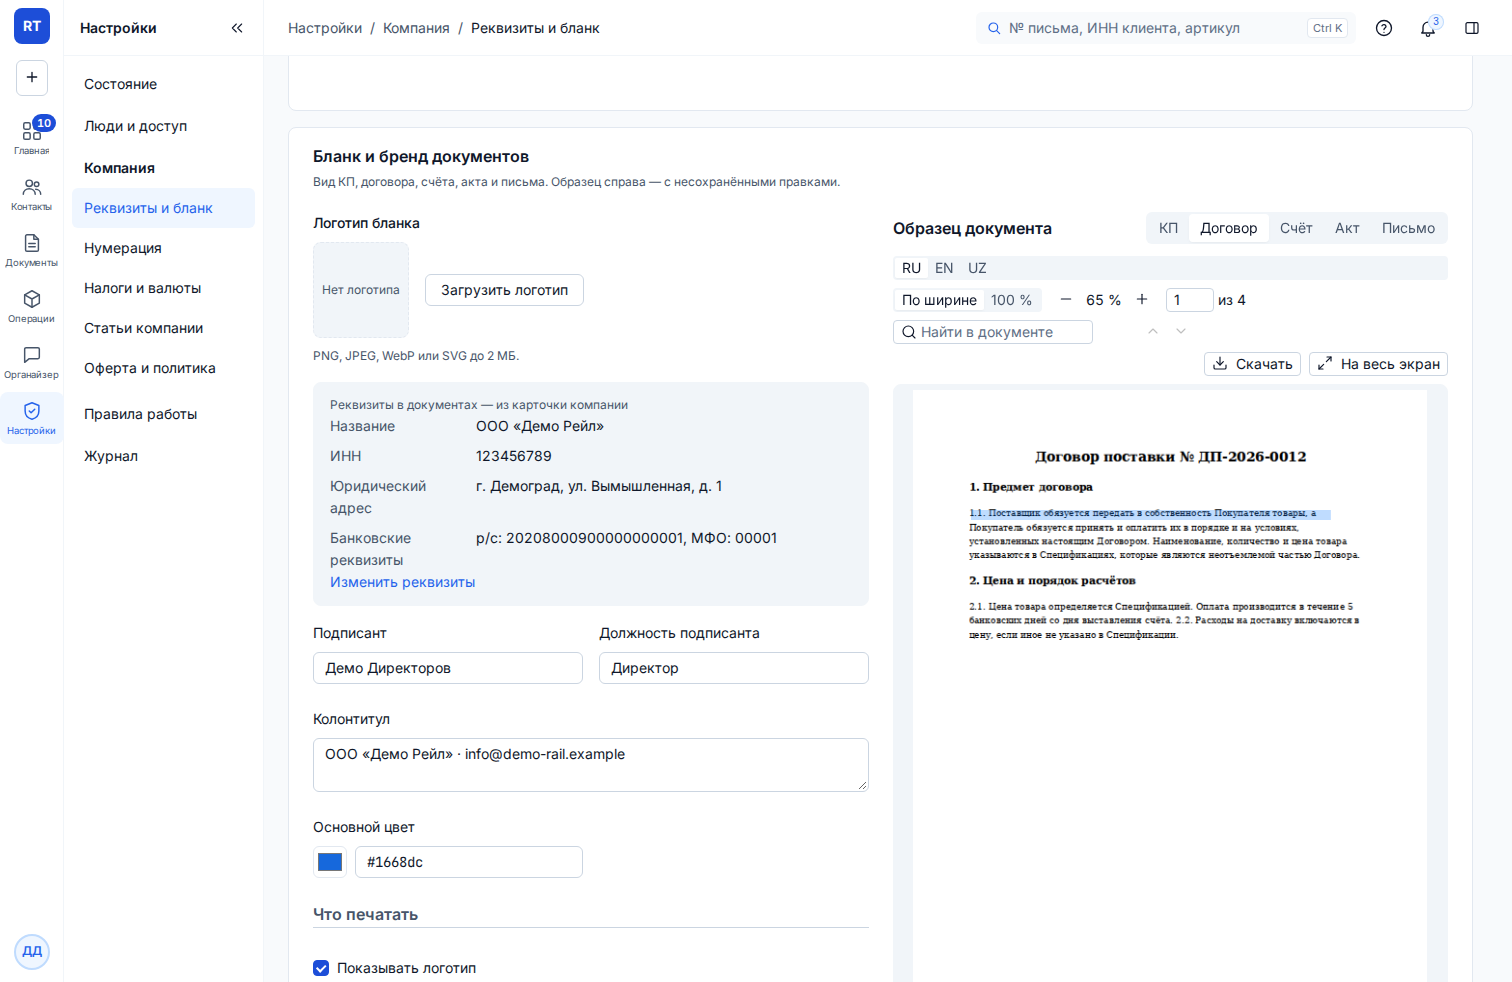 RT
Настройки
Настройки / Компания / Реквизиты и бланк
№ письма, ИНН клиента, артикул
Ctrl K
3
10
Главная
Контакты
Документы
Операции
Органайзер
Настройки
ДД
Состояние
Люди и доступ
Компания
Реквизиты и бланк
Нумерация
Налоги и валюты
Статьи компании
Оферта и политика
Правила работы
Журнал
Бланк и бренд документов
Вид КП, договора, счёта, акта и письма. Образец справа — с несохранёнными правками.
Логотип бланка
Нет логотипа
Загрузить логотип
PNG, JPEG, WebP или SVG до 2 МБ.
Реквизиты в документах — из карточки компании
Название ООО «Демо Рейл»
ИНН 123456789
Юридический адрес г. Демоград, ул. Вымышленная, д. 1
Банковские реквизиты р/с: 20208000900000000001, МФО: 00001
Изменить реквизиты
Подписант
Должность подписанта
Демо Директоров
Директор
Колонтитул
ООО «Демо Рейл» · info@demo-rail.example
Основной цвет
#1668dc
Что печатать
Показывать логотип
Образец документа
КП Договор Счёт Акт Письмо
RU EN UZ
По ширине 100 % − 65 % + 1 из 4
Найти в документе
Скачать
На весь экран
Договор поставки № ДП-2026-0012
1. Предмет договора
1.1. Поставщик обязуется передать в собственность Покупателя товары, а
Покупатель обязуется принять и оплатить их в порядке и на условиях,
установленных настоящим Договором. Наименование, количество и цена товара
указываются в Спецификациях, которые являются неотъемлемой частью Договора.
2. Цена и порядок расчётов
2.1. Цена товара определяется Спецификацией. Оплата производится в течение 5
банковских дней со дня выставления счёта. 2.2. Расходы на доставку включаются в
цену, если иное не указано в Спецификации.